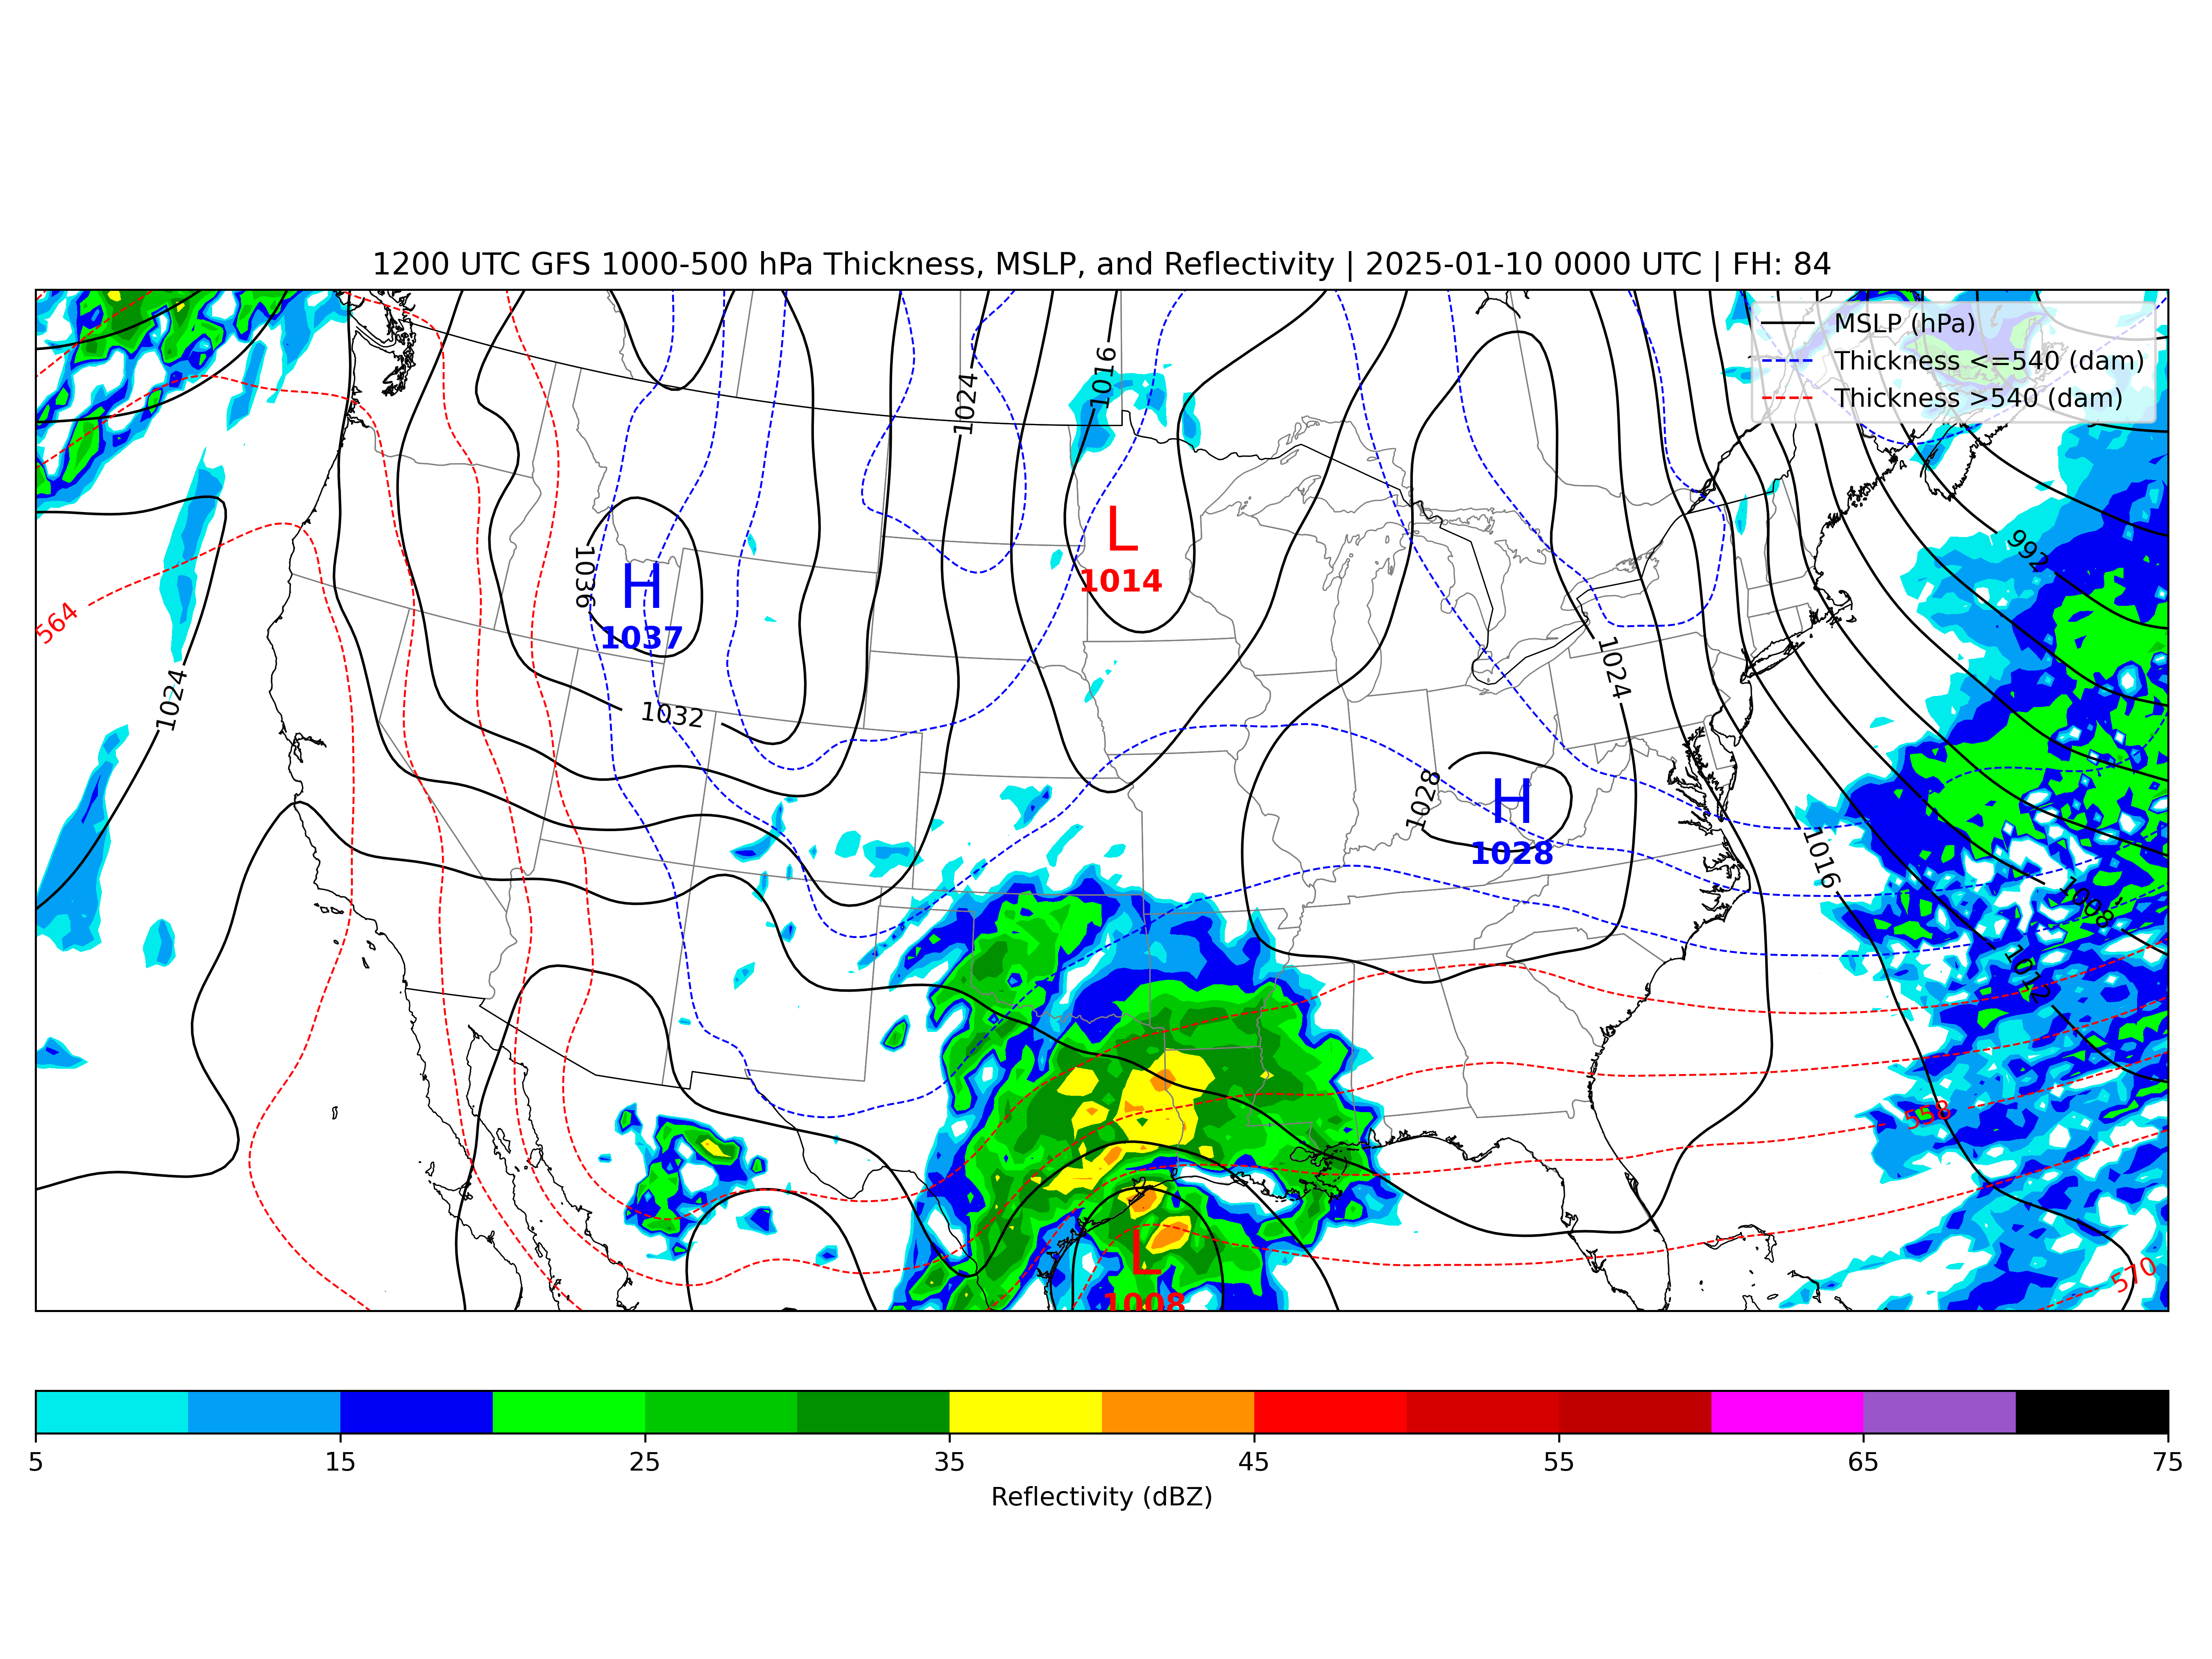 1200 UTC GFS 1000-500 hPa Thickness, MSLP, and Reflectivity | 2025-01-10 0000 UTC | FH: 84
MSLP (hPa)
Thickness <=540 (dam)
Thickness >540 (dam)
1016
1024
992
L
1014
1036
H
1037
564
1024
1024
1032
1028
H
1028
1016
1008
1012
558
L
1008
570
5 15 25 35 45 55 65 75
Reflectivity (dBZ)